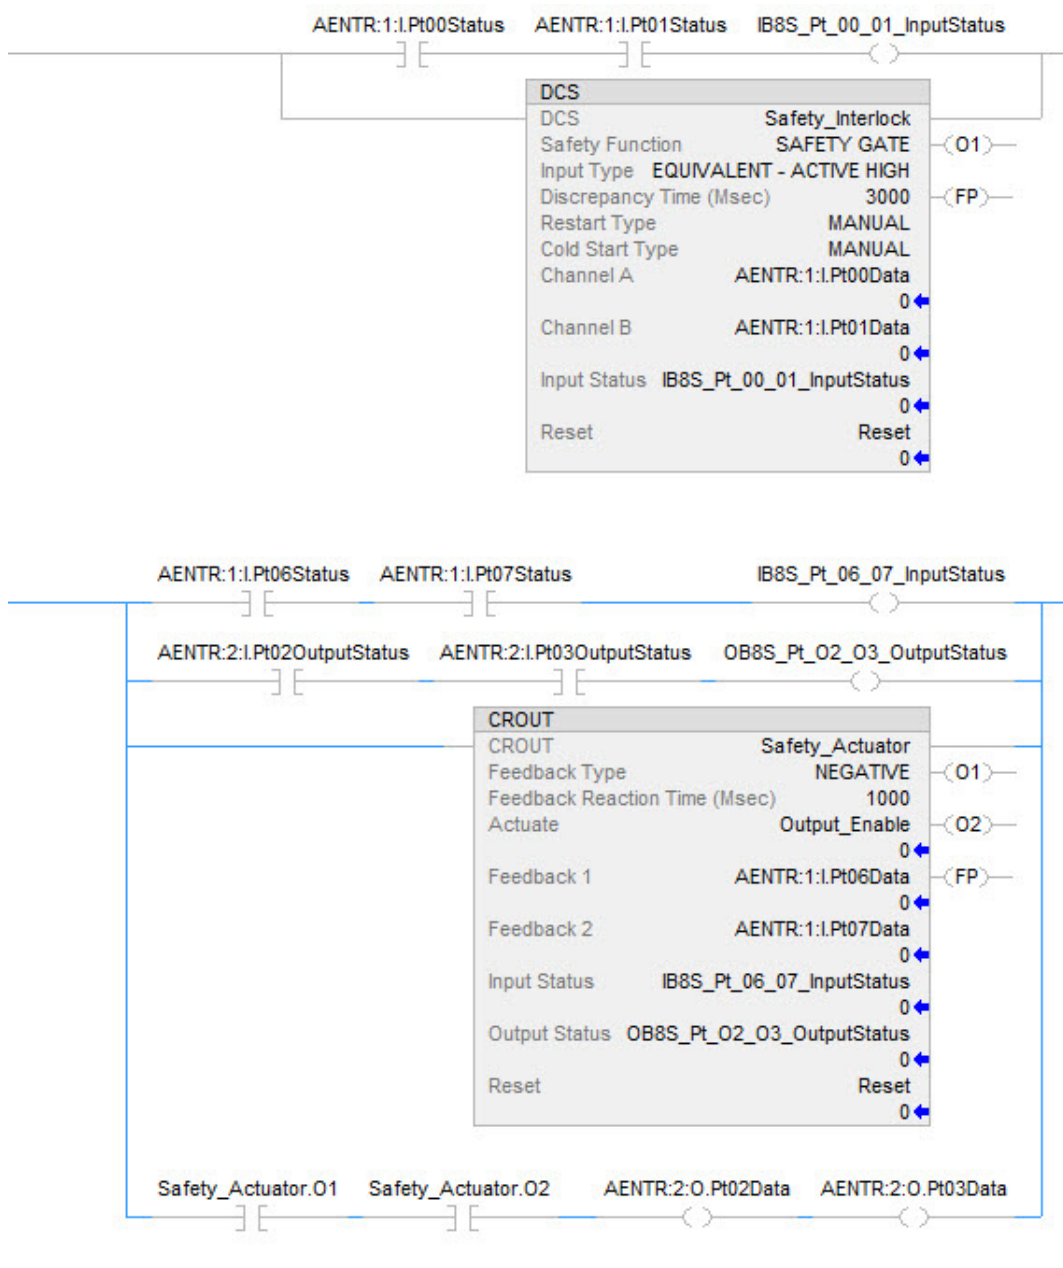 AENTR:1:I.Pt00Status AENTR:1:I.Pt01Status IB8S_Pt_00_01_InputStatus
DCS
DCS Safety_Interlock
Safety Function SAFETY GATE (O1)
Input Type EQUIVALENT - ACTIVE HIGH
Discrepancy Time (Msec) 3000 (FP)
Restart Type MANUAL
Cold Start Type MANUAL
Channel A AENTR:1:I.Pt00Data
0
Channel B AENTR:1:I.Pt01Data
0
Input Status IB8S_Pt_00_01_InputStatus
0
Reset Reset
0
AENTR:1:I.Pt06Status AENTR:1:I.Pt07Status IB8S_Pt_06_07_InputStatus
AENTR:2:I.Pt02OutputStatus AENTR:2:I.Pt03OutputStatus OB8S_Pt_O2_O3_OutputStatus
CROUT
CROUT Safety_Actuator
Feedback Type NEGATIVE (O1)
Feedback Reaction Time (Msec) 1000
Actuate Output_Enable (O2)
0
Feedback 1 AENTR:1:I.Pt06Data (FP)
0
Feedback 2 AENTR:1:I.Pt07Data
0
Input Status IB8S_Pt_06_07_InputStatus
0
Output Status OB8S_Pt_O2_O3_OutputStatus
0
Reset Reset
0
Safety_Actuator.O1 Safety_Actuator.O2 AENTR:2:O.Pt02Data AENTR:2:O.Pt03Data